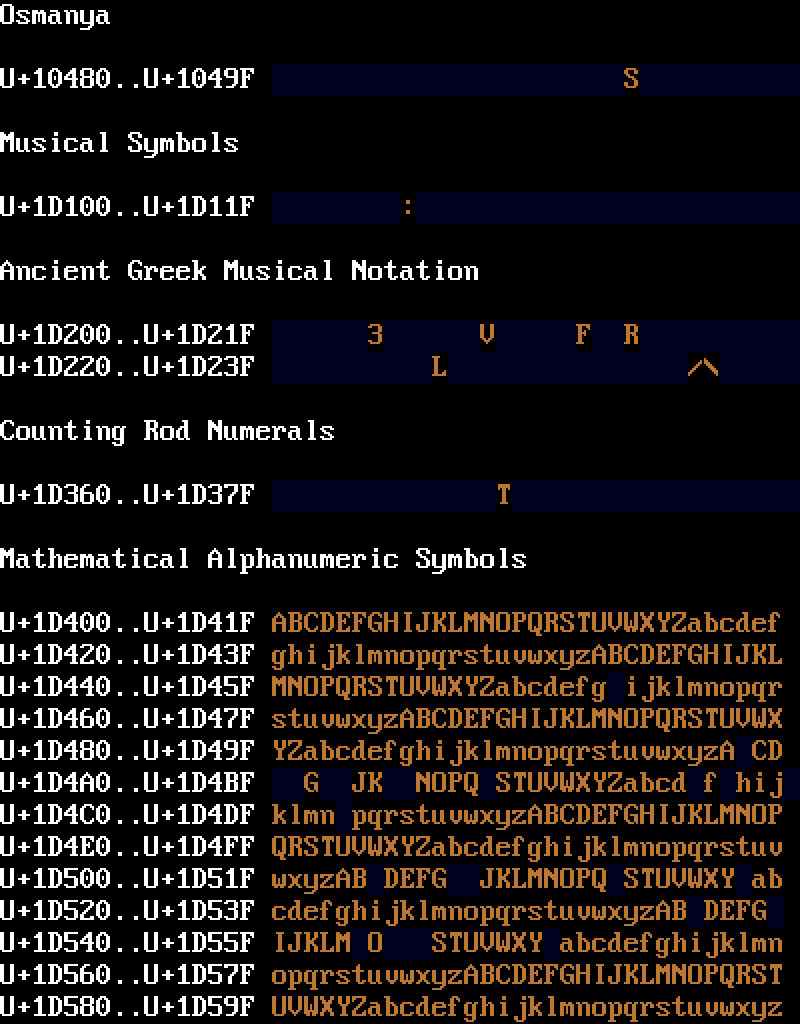 Osmanya
U+10480..U+1049F                       S
Musical Symbols
U+1D100..U+1D11F         :
Ancient Greek Musical Notation
U+1D200..U+1D21F       3      V     F  R
U+1D220..U+1D23F           L               /\
Counting Rod Numerals
U+1D360..U+1D37F               T
Mathematical Alphanumeric Symbols
U+1D400..U+1D41F ABCDEFGHIJKLMNOPQRSTUVWXYZabcdef
U+1D420..U+1D43F ghijklmnopqrstuvwxyzABCDEFGHIJKL
U+1D440..U+1D45F MNOPQRSTUVWXYZabcdefg ijklmnopqr
U+1D460..U+1D47F stuvwxyzABCDEFGHIJKLMNOPQRSTUVWX
U+1D480..U+1D49F YZabcdefghijklmnopqrstuvwxyzA CD
U+1D4A0..U+1D4BF   G  JK  NOPQ STUVWXYZabcd f hij
U+1D4C0..U+1D4DF klmn pqrstuvwxyzABCDEFGHIJKLMNOP
U+1D4E0..U+1D4FF QRSTUVWXYZabcdefghijklmnopqrstuv
U+1D500..U+1D51F wxyzAB DEFG  JKLMNOPQ STUVWXY ab
U+1D520..U+1D53F cdefghijklmnopqrstuvwxyzAB DEFG
U+1D540..U+1D55F IJKLM O   STUVWXY abcdefghijklmn
U+1D560..U+1D57F opqrstuvwxyzABCDEFGHIJKLMNOPQRST
U+1D580..U+1D59F UVWXYZabcdefghijklmnopqrstuvwxyz